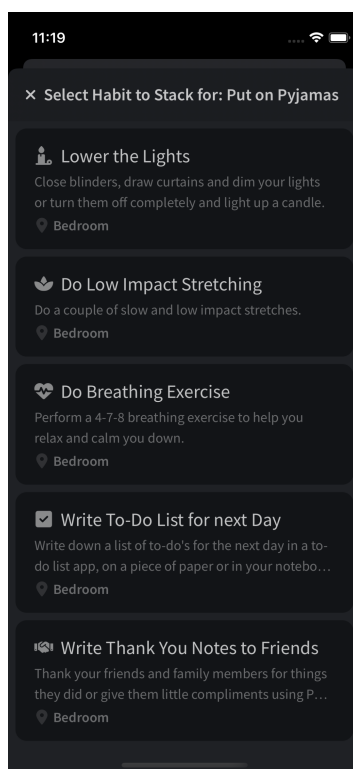 11:19
× Select Habit to Stack for: Put on Pyjamas
Lower the Lights
Close blinders, draw curtains and dim your lights
or turn them off completely and light up a candle.
Bedroom
Do Low Impact Stretching
Do a couple of slow and low impact stretches.
Bedroom
Do Breathing Exercise
Perform a 4-7-8 breathing exercise to help you
relax and calm you down.
Bedroom
Write To-Do List for next Day
Write down a list of to-do's for the next day in a to-
do list app, on a piece of paper or in your notebo…
Bedroom
Write Thank You Notes to Friends
Thank your friends and family members for things
they did or give them little compliments using P…
Bedroom